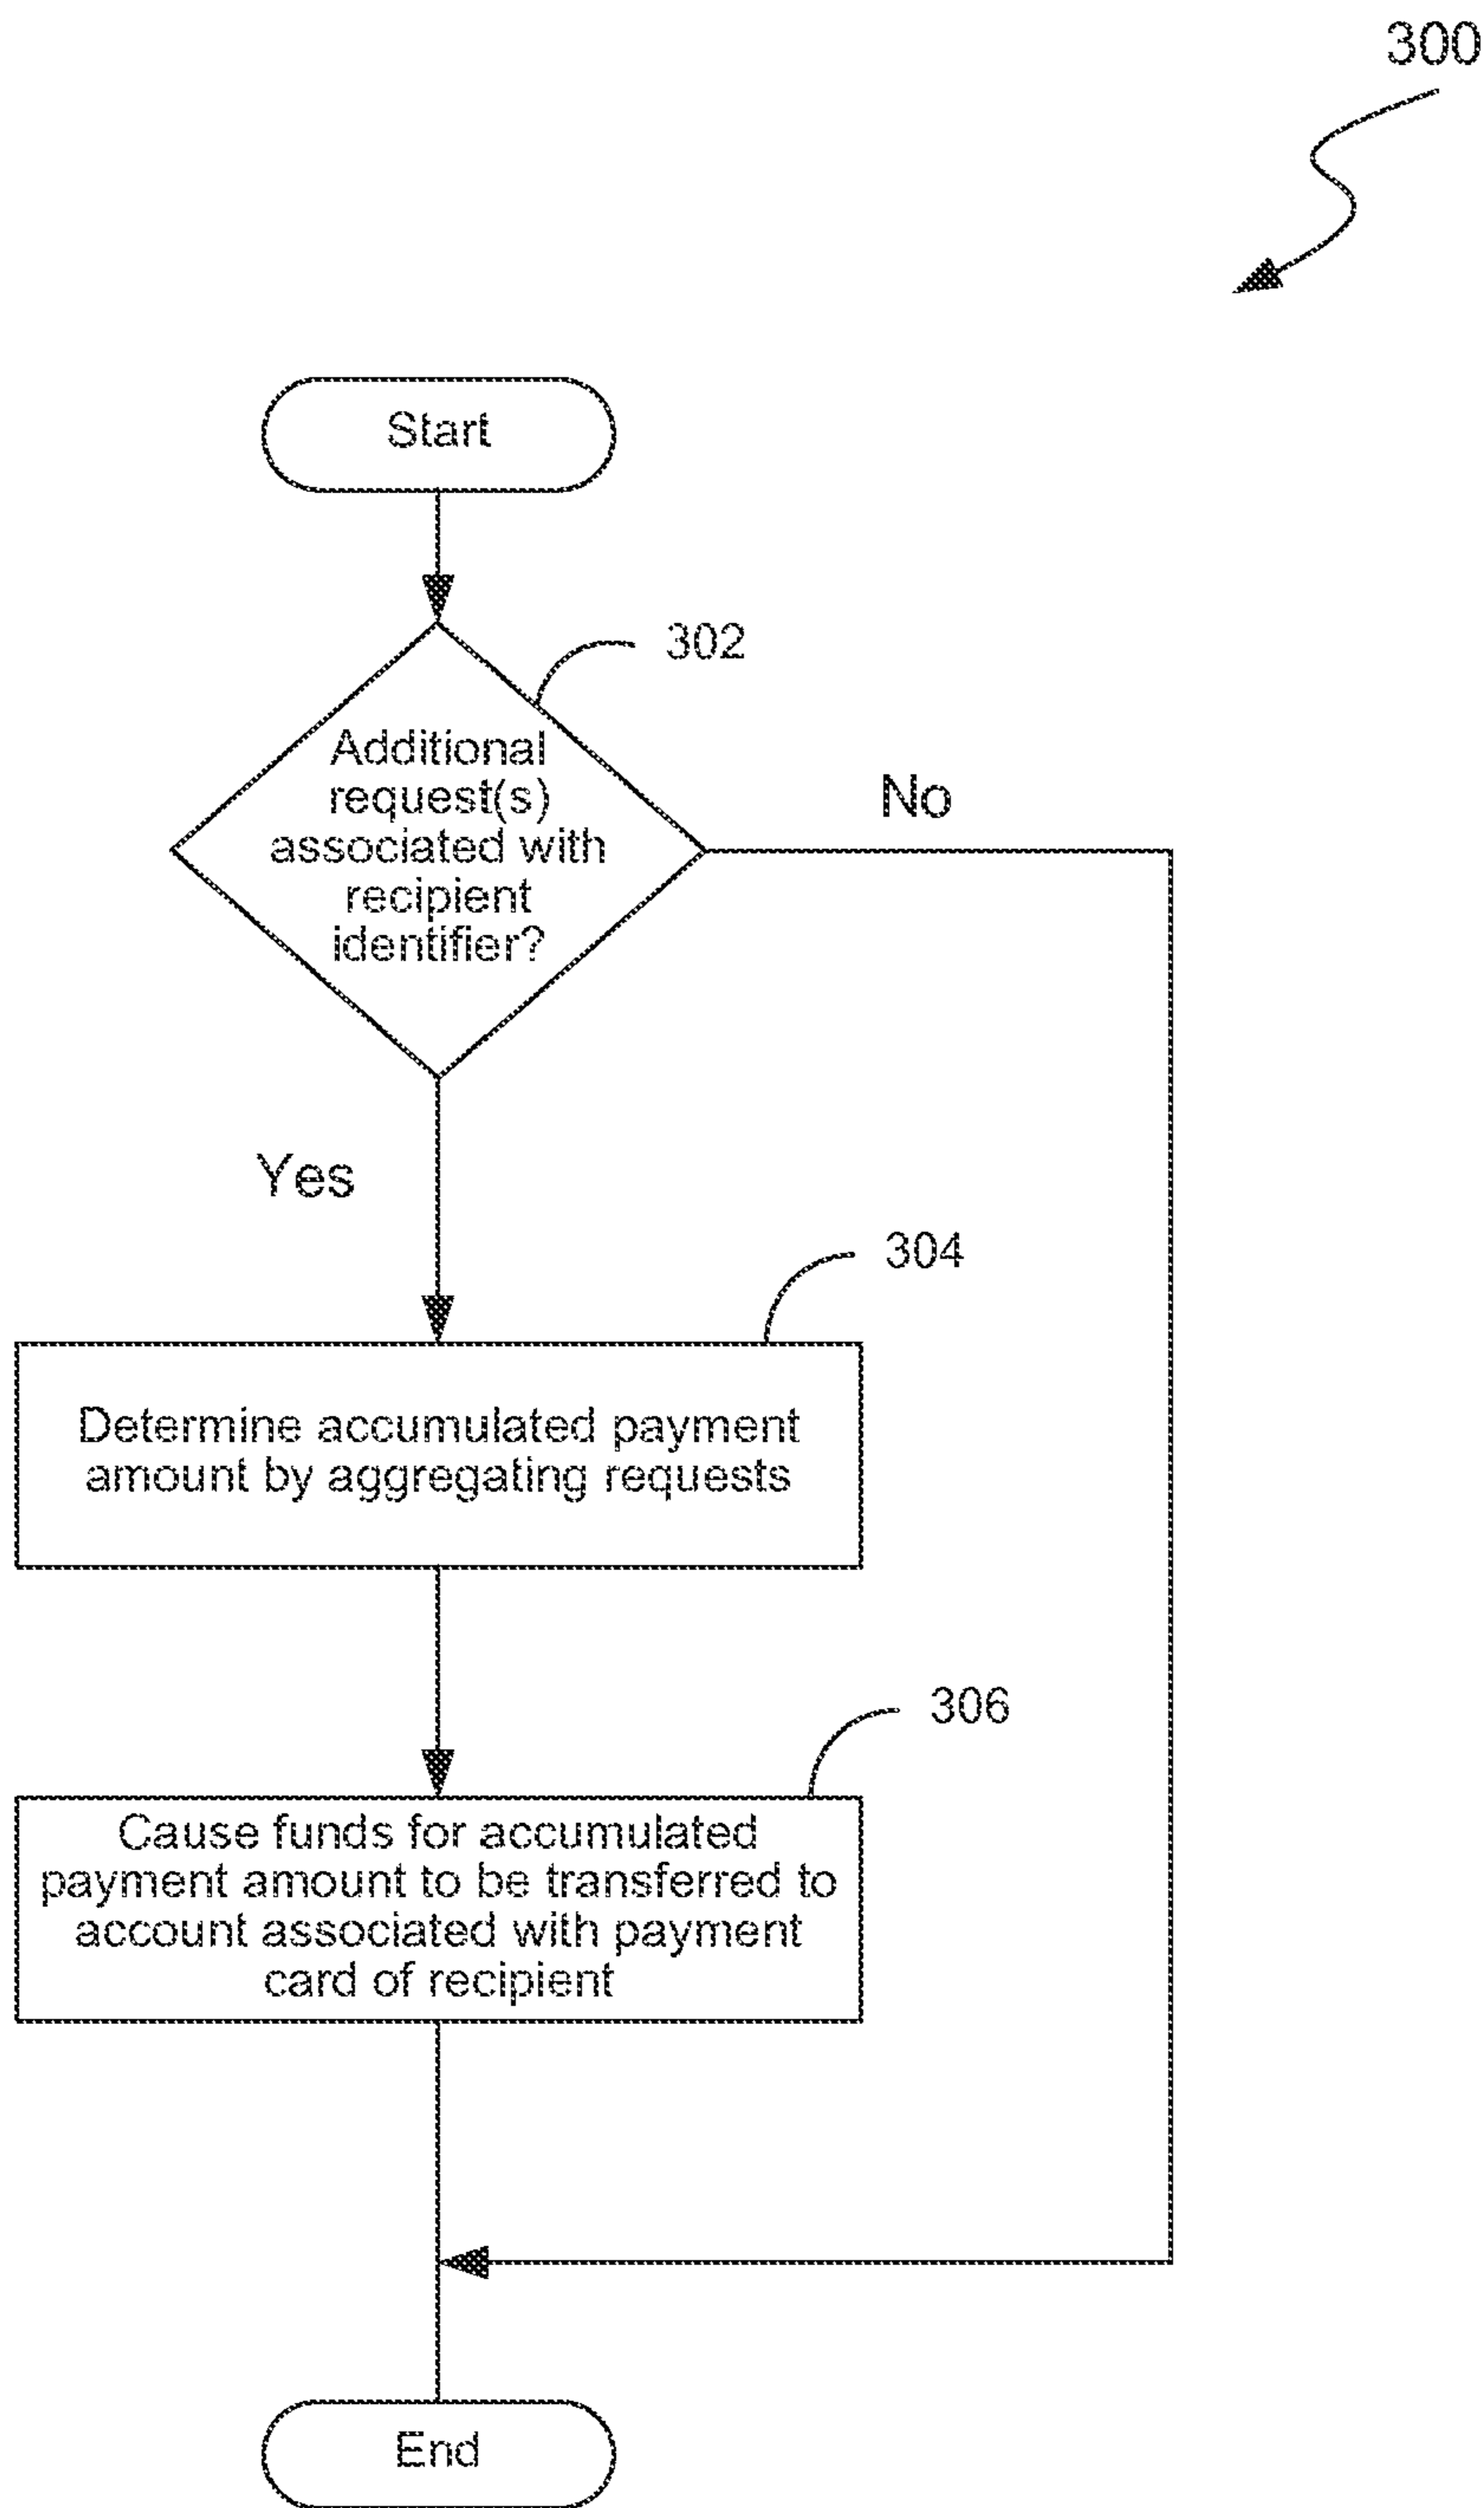 300
Start
302
Additional
request(s)
associated with
recipient
identifier?
No
Yes
304
Determine accumulated payment
amount by aggregating requests
306
Cause funds for accumulated
payment amount to be transferred to
account associated with payment
card of recipient
End